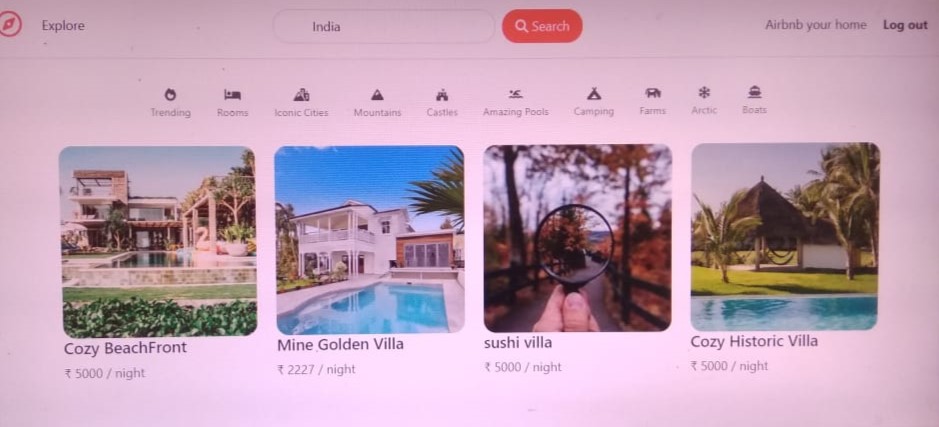 Explore
India
Search
Airbnb your home
Log out
Trending
Rooms
Iconic Cities
Mountains
Castles
Amazing Pools
Camping
Farms
Arctic
Boats
Cozy BeachFront
₹ 5000 / night
Mine Golden Villa
₹ 2227 / night
sushi villa
₹ 5000 / night
Cozy Historic Villa
₹ 5000 / night